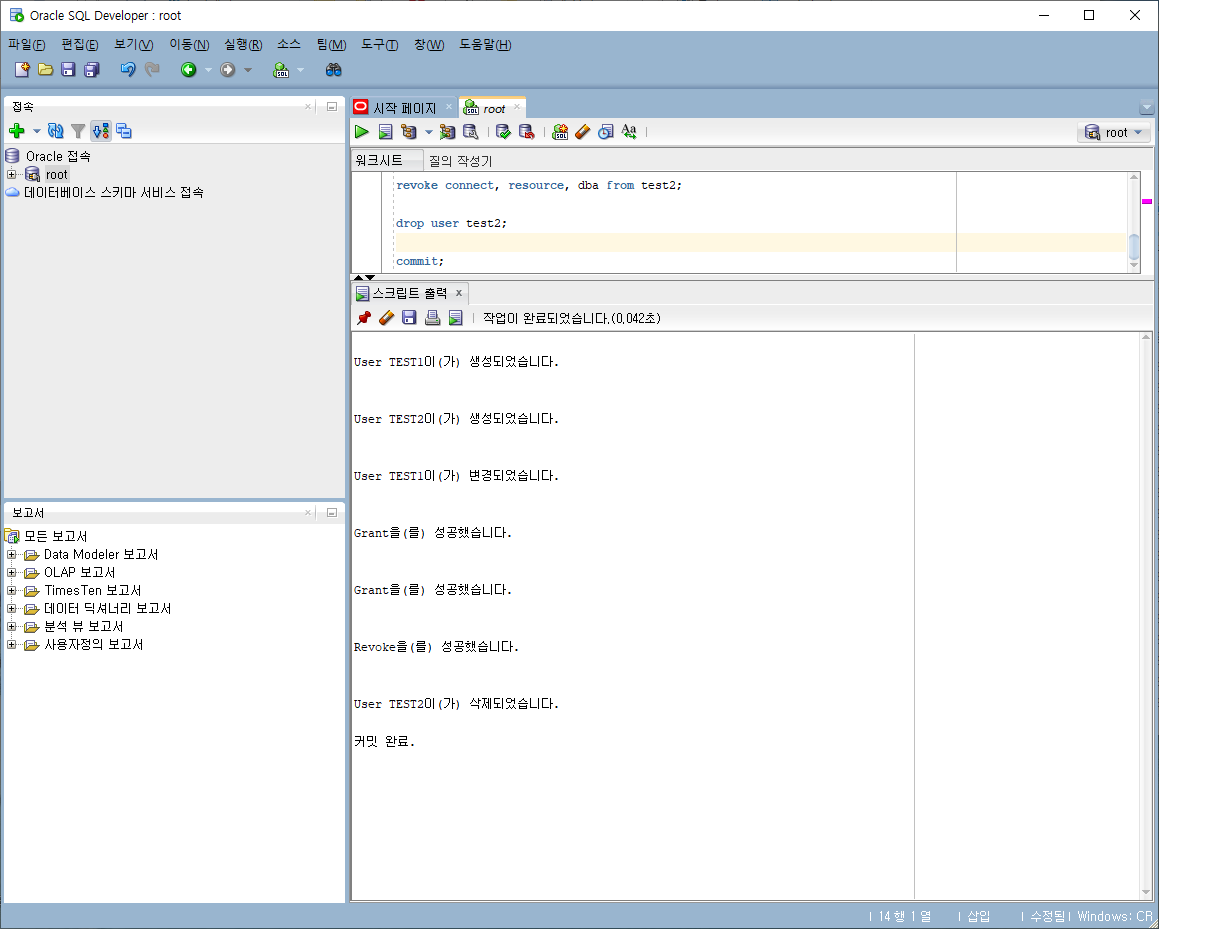 Oracle SQL Developer : root
파일(F) 편집(E) 보기(V) 이동(N) 실행(R) 소스 팀(M) 도구(T) 창(W) 도움말(H)
접속
Oracle 접속
root
데이터베이스 스키마 서비스 접속
보고서
모든 보고서
Data Modeler 보고서
OLAP 보고서
TimesTen 보고서
데이터 딕셔너리 보고서
분석 뷰 보고서
사용자정의 보고서
시작 페이지 root
root
워크시트 질의 작성기
revoke connect, resource, dba from test2;
drop user test2;
commit;
스크립트 출력
작업이 완료되었습니다.(0.042초)
User TEST1이(가) 생성되었습니다.
User TEST2이(가) 생성되었습니다.
User TEST1이(가) 변경되었습니다.
Grant을(를) 성공했습니다.
Grant을(를) 성공했습니다.
Revoke을(를) 성공했습니다.
User TEST2이(가) 삭제되었습니다.
커밋 완료.
14 행 1 열 삽입 수정됨 Windows: CR